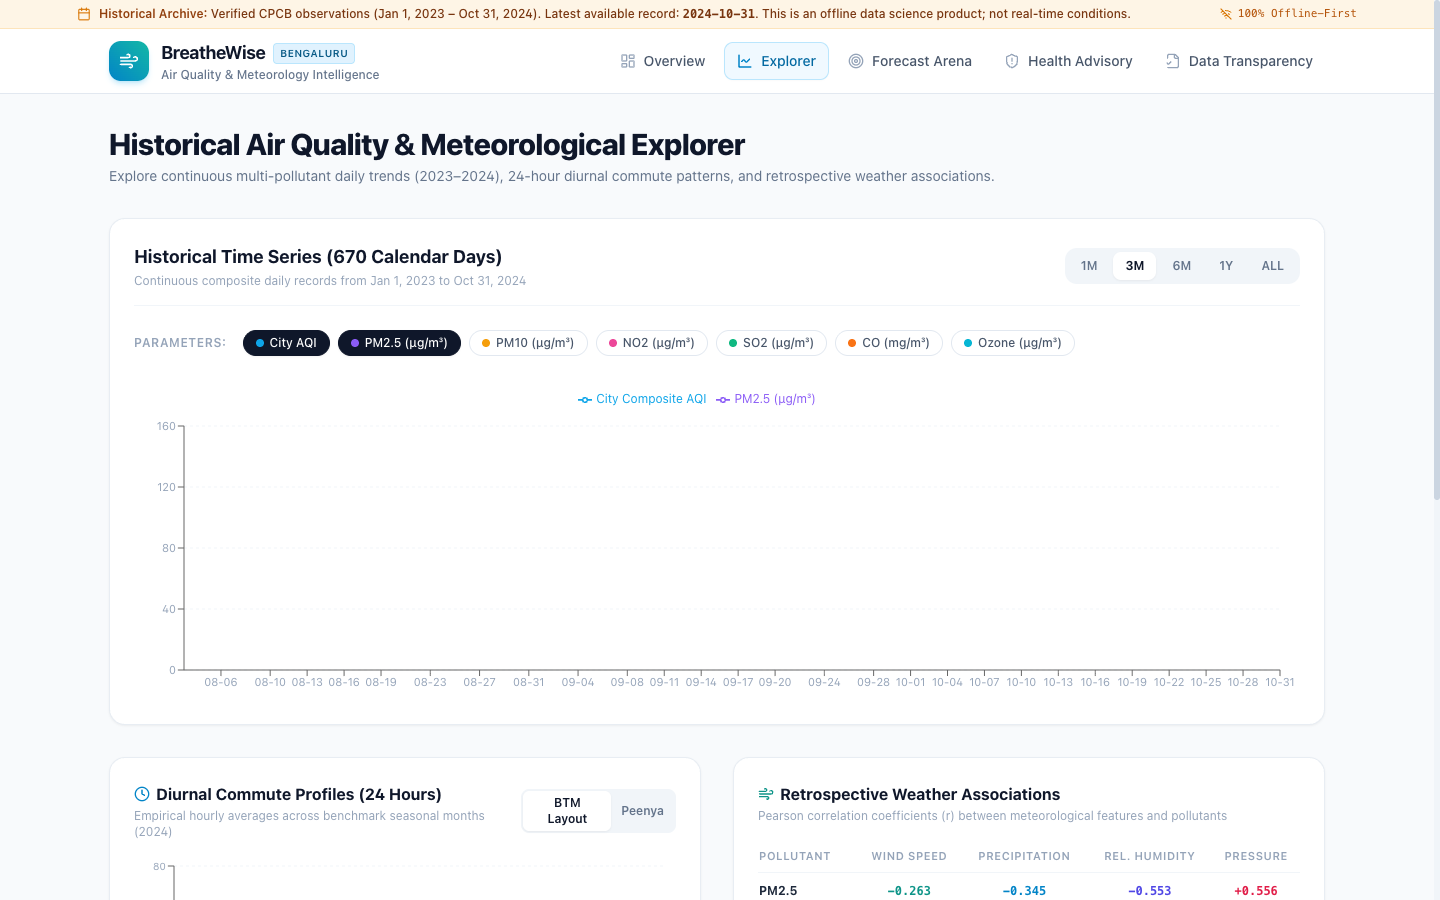 Historical Archive: Verified CPCB observations (Jan 1, 2023 – Oct 31, 2024). Latest available record: 2024-10-31. This is an offline data science product; not real-time conditions.
100% Offline-First
BreatheWise
BENGALURU
Air Quality & Meteorology Intelligence
Overview
Explorer
Forecast Arena
Health Advisory
Data Transparency
Historical Air Quality & Meteorological Explorer
Explore continuous multi-pollutant daily trends (2023–2024), 24-hour diurnal commute patterns, and retrospective weather associations.
Historical Time Series (670 Calendar Days)
Continuous composite daily records from Jan 1, 2023 to Oct 31, 2024
1M 3M 6M 1Y ALL
PARAMETERS: City AQI PM2.5 (µg/m³) PM10 (µg/m³) NO2 (µg/m³) SO2 (µg/m³) CO (mg/m³) Ozone (µg/m³)
City Composite AQI PM2.5 (µg/m³)
160
120
80
40
0
08-06 08-10 08-13 08-16 08-19 08-23 08-27 08-31 09-04 09-08 09-11 09-14 09-17 09-20 09-24 09-28 10-01 10-04 10-07 10-10 10-13 10-16 10-19 10-22 10-25 10-28 10-31
Diurnal Commute Profiles (24 Hours)
Empirical hourly averages across benchmark seasonal months
(2024)
BTM
Layout
Peenya
80
Retrospective Weather Associations
Pearson correlation coefficients (r) between meteorological features and pollutants
POLLUTANT WIND SPEED PRECIPITATION REL. HUMIDITY PRESSURE
PM2.5 -0.263 -0.345 -0.553 +0.556